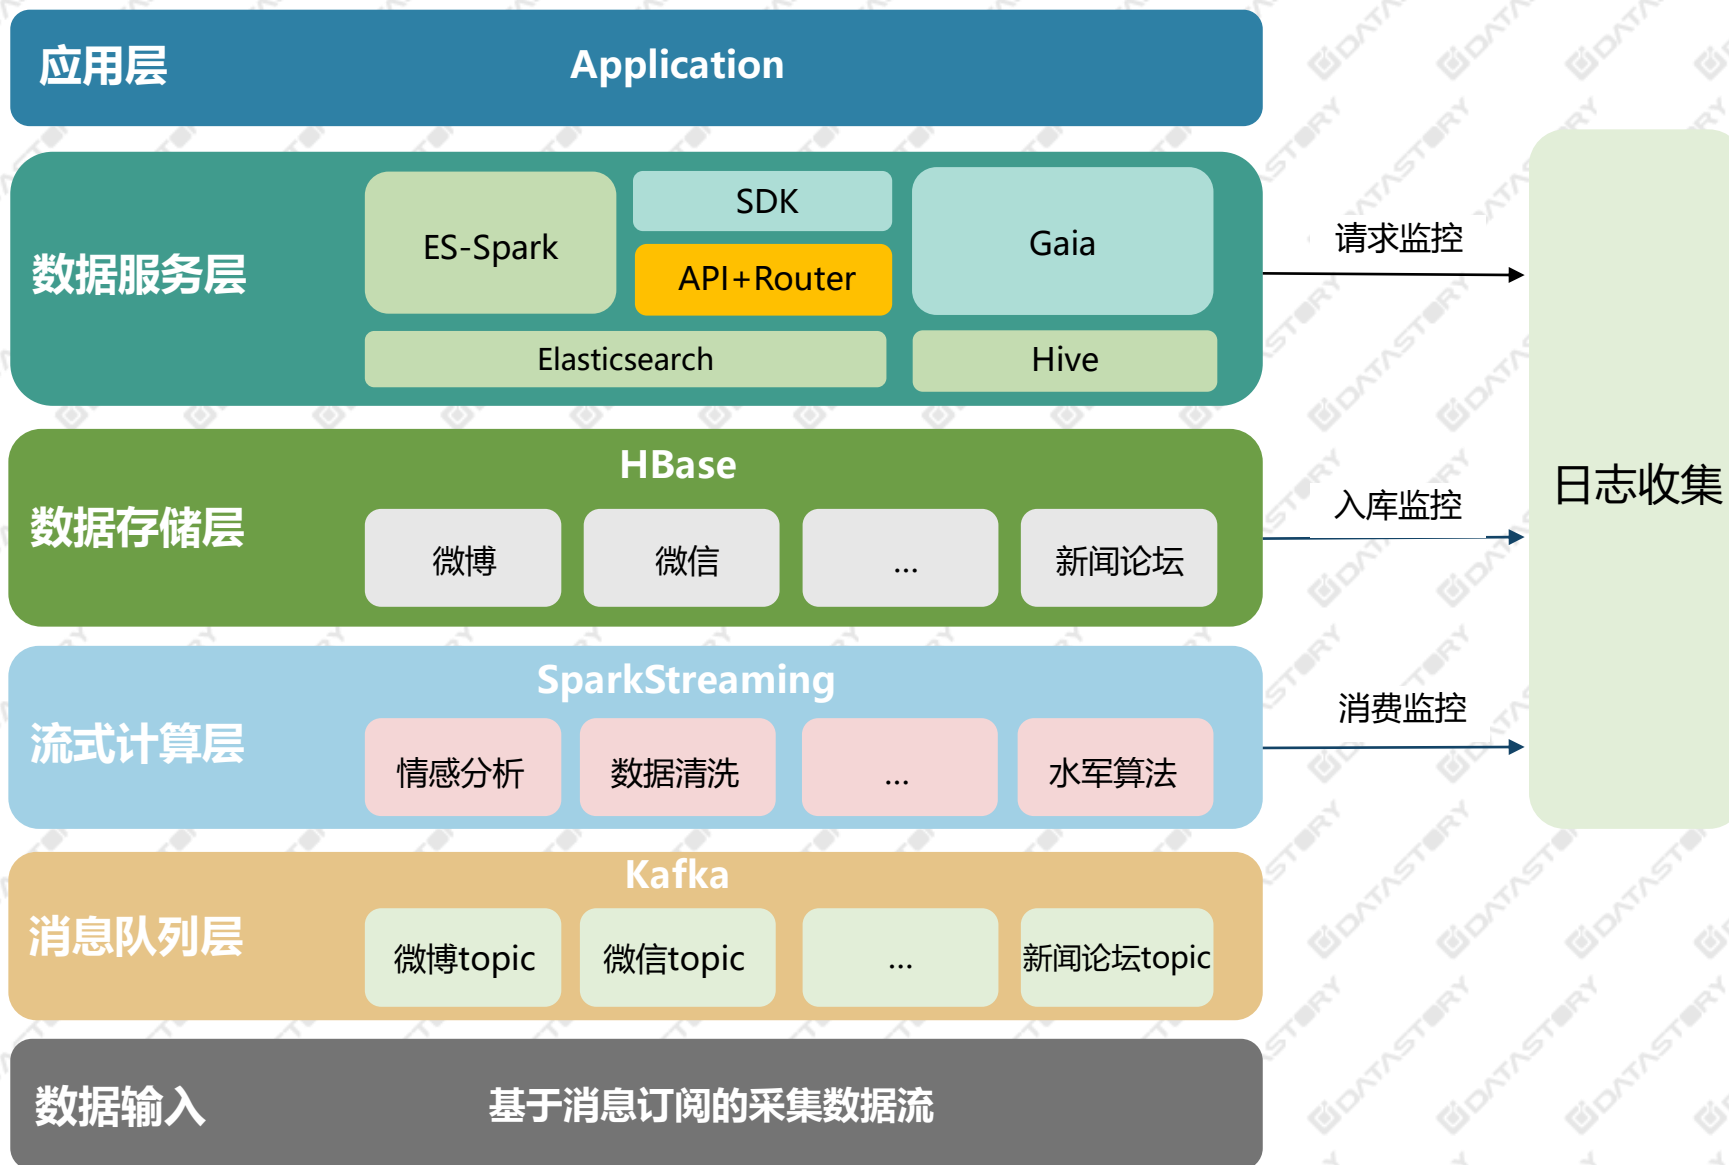 应用层
Application
数据服务层
ES-Spark
SDK
API+Router
Gaia
Elasticsearch
Hive
请求监控
数据存储层
HBase
微博
微信
...
新闻论坛
入库监控
流式计算层
SparkStreaming
情感分析
数据清洗
...
水军算法
消费监控
消息队列层
Kafka
微博topic
微信topic
...
新闻论坛topic
数据输入
基于消息订阅的采集数据流
日志收集
DATASTORY